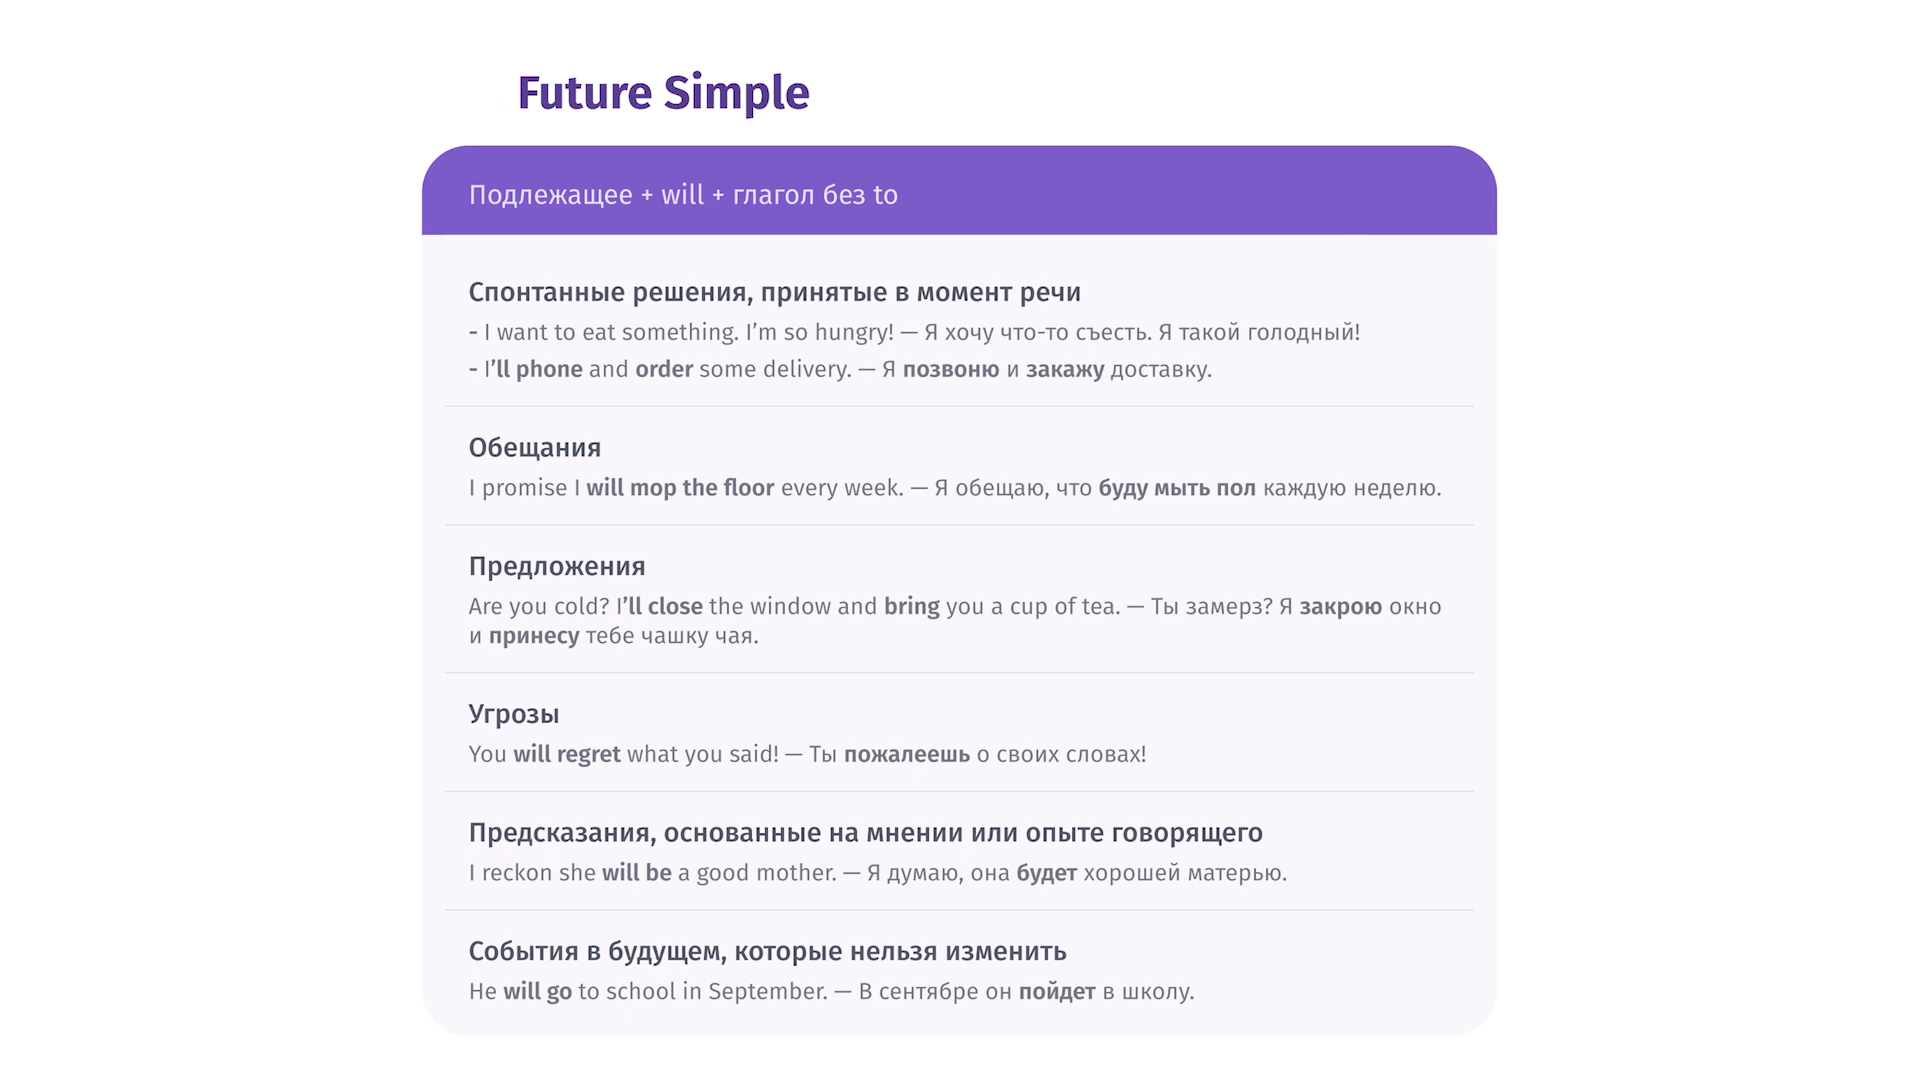 Future Simple
Подлежащее + will + глагол без to
Спонтанные решения, принятые в момент речи
- I want to eat something. I’m so hungry! — Я хочу что-то съесть. Я такой голодный!
- I’ll phone and order some delivery. — Я позвоню и закажу доставку.
Обещания
I promise I will mop the floor every week. — Я обещаю, что буду мыть пол каждую неделю.
Предложения
Are you cold? I’ll close the window and bring you a cup of tea. — Ты замерз? Я закрою окно
и принесу тебе чашку чая.
Угрозы
You will regret what you said! — Ты пожалеешь о своих словах!
Предсказания, основанные на мнении или опыте говорящего
I reckon she will be a good mother. — Я думаю, она будет хорошей матерью.
События в будущем, которые нельзя изменить
He will go to school in September. — В сентябре он пойдет в школу.